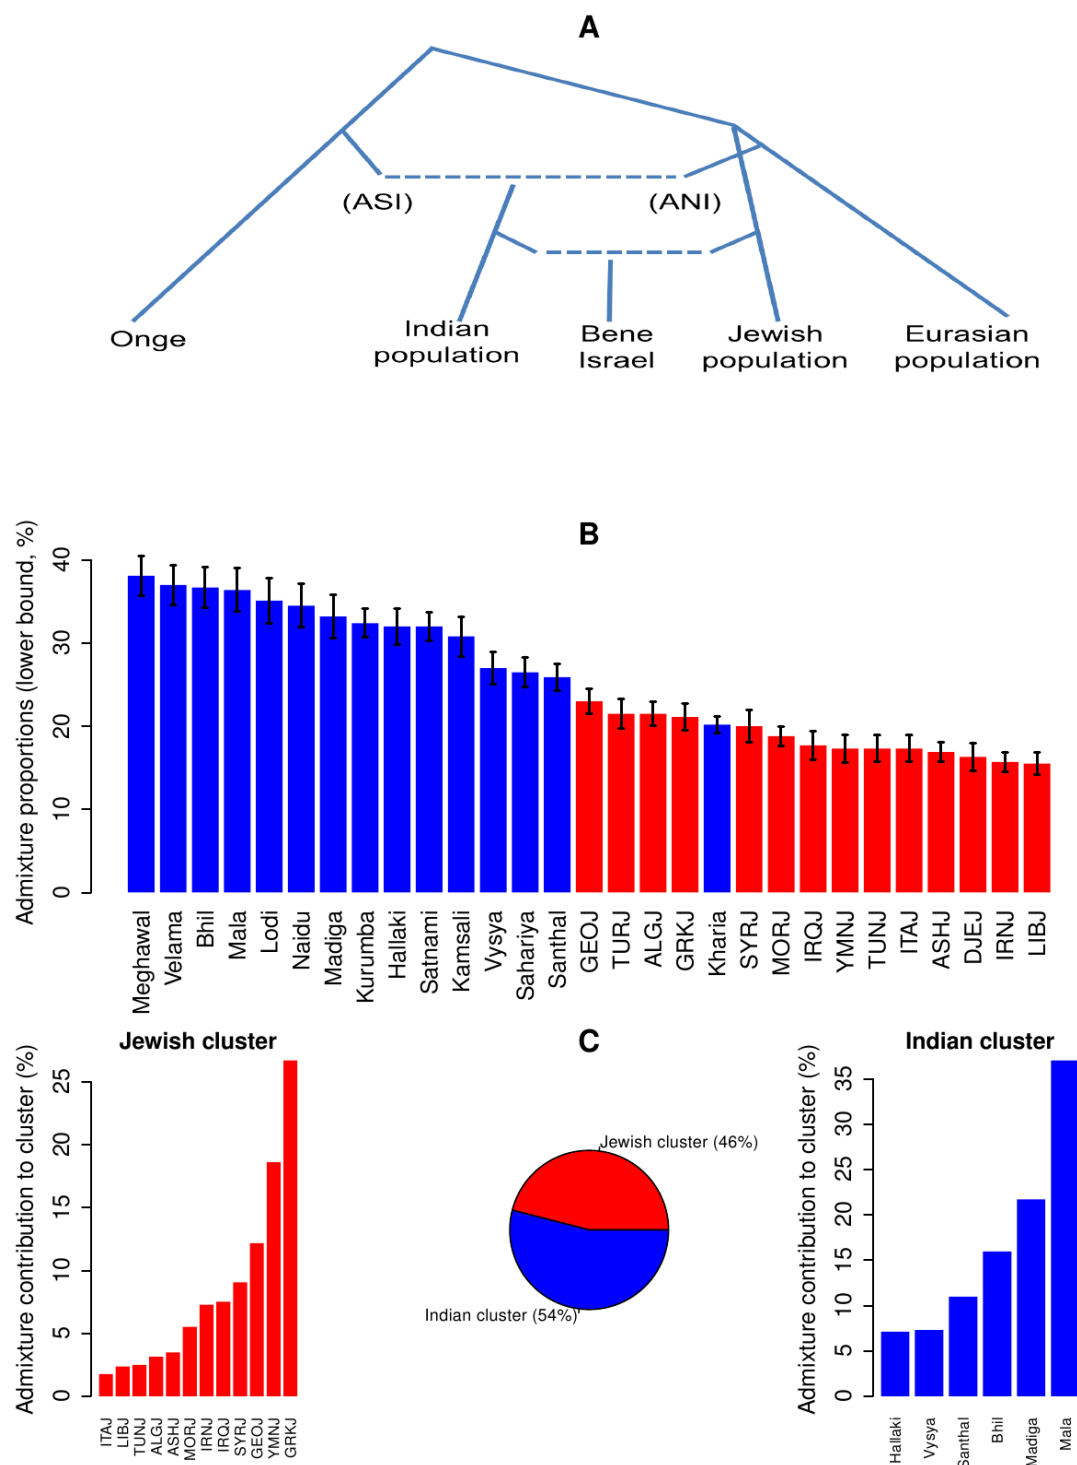 A
(ASI)
(ANI)
Onge
Indian
population
Bene
Israel
Jewish
population
Eurasian
population
B
Admixture proportions (lower bound, %)
40
30
20
10
0
Meghawal
Velama
Bhil
Mala
Lodi
Naidu
Madiga
Kurumba
Hallaki
Satnami
Kamsali
Vysya
Sahariya
Santhal
GEOJ
TURJ
ALGJ
GRKJ
Kharia
SYRJ
MORJ
IRQJ
YMNJ
TUNJ
ITAJ
ASHJ
DJEJ
IRNJ
LIBJ
C
Jewish cluster
Admixture contribution to cluster (%)
25
20
15
10
5
0
ITAJ
LIBJ
TUNJ
ALGJ
ASHJ
MORJ
IRNJ
IRQJ
SYRJ
GEOJ
YMNJ
GRKJ
Jewish cluster (46%)
Indian cluster (54%)
Indian cluster
Admixture contribution to cluster (%)
35
30
25
20
15
10
5
0
Hallaki
Vysya
Santhal
Bhil
Madiga
Mala